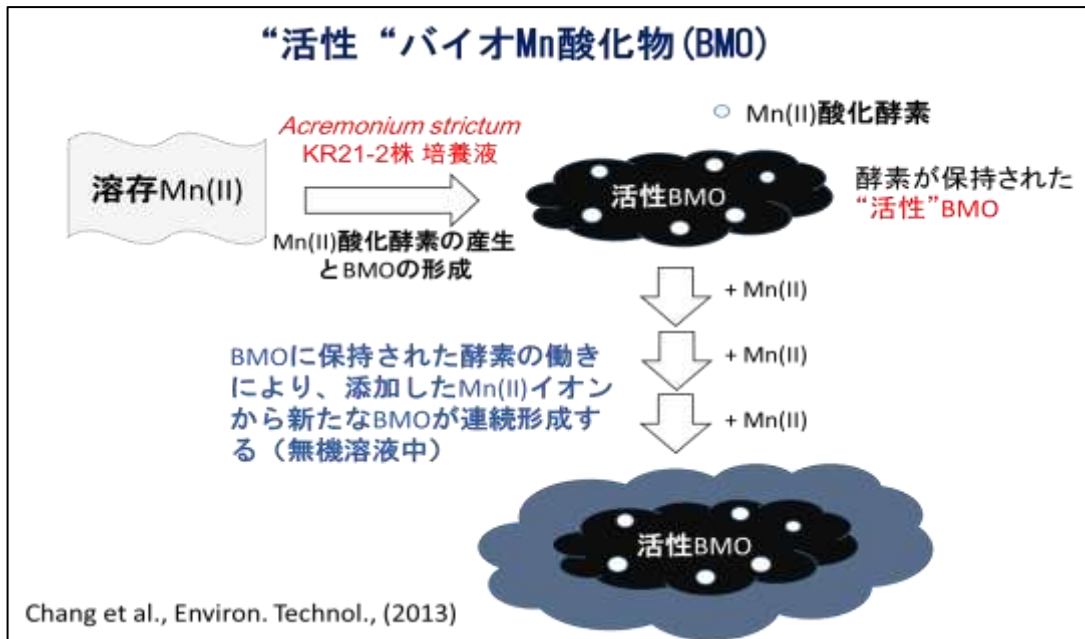 “活性 “バイオMn酸化物(BMO)
Mn(II)酸化酵素
Acremonium strictum
KR21-2株 培養液
溶存Mn(II)
活性BMO
酵素が保持された
“活性”BMO
Mn(II)酸化酵素の産生
とBMOの形成
+ Mn(II)
+ Mn(II)
+ Mn(II)
BMOに保持された酵素の働き
により、添加したMn(II)イオン
から新たなBMOが連続形成す
る（無機溶液中）
活性BMO
Chang et al., Environ. Technol., (2013)